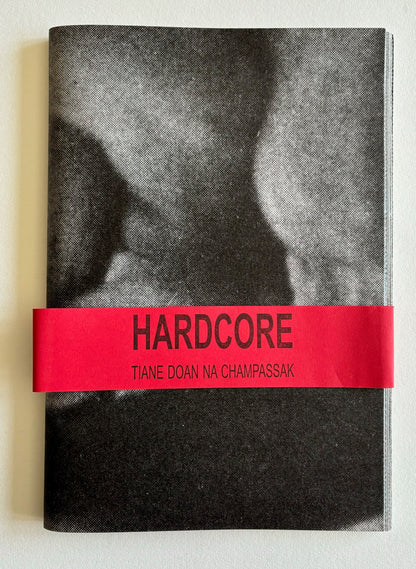 HARDCORE
TIANE DOAN NA CHAMPASSAK